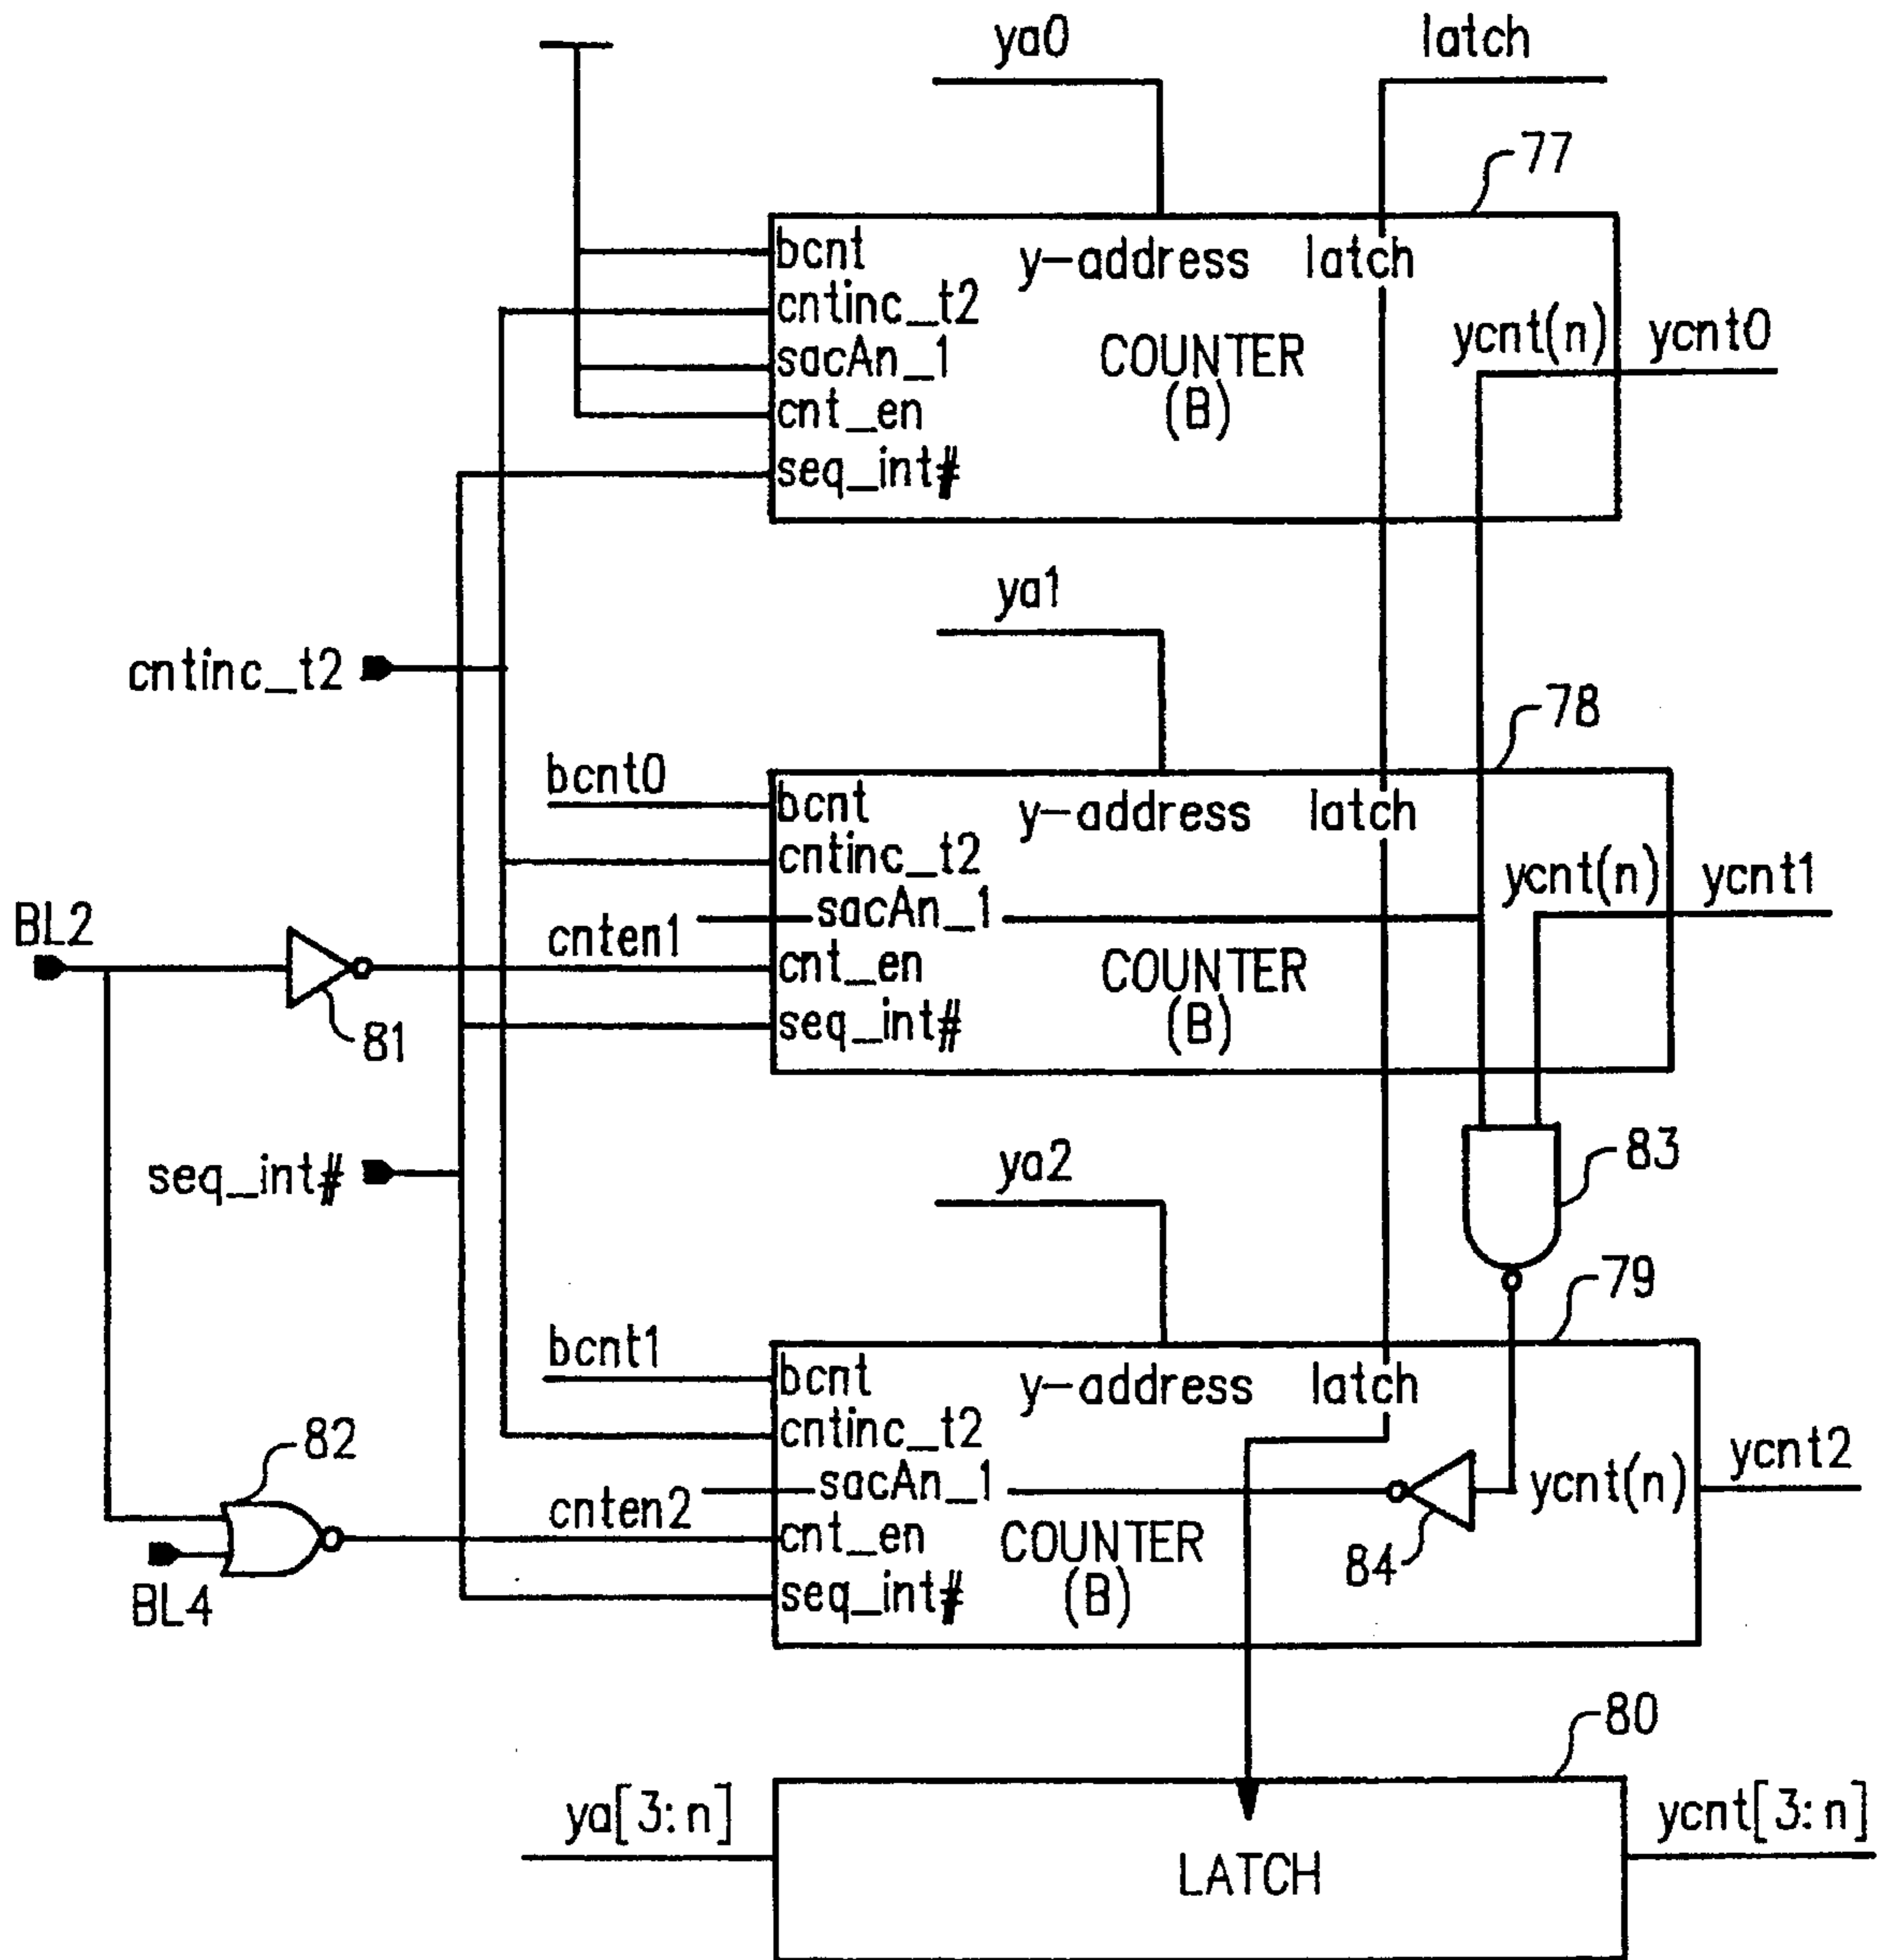 ya0 latch
77
bcnt y-address latch
cntinc_t2
ycnt(n) ycnt0
sacAn_1 COUNTER
cnt_en (B)
seq_int#
ya1
cntinc_t2
78
bcnt0
bcnt y-address latch
cntinc_t2
ycnt(n) ycnt1
sacAn_1
BL2
cnten1
cnt_en COUNTER
seq_int# (B)
81
83
seq_int#
ya2
79
bcnt1
bcnt y-address latch
cntinc_t2
82
ycnt(n) ycnt2
sacAn_1
cnten2
cnt_en COUNTER
84
BL4
seq_int# (B)
80
ya[3:n] ycnt[3:n]
LATCH